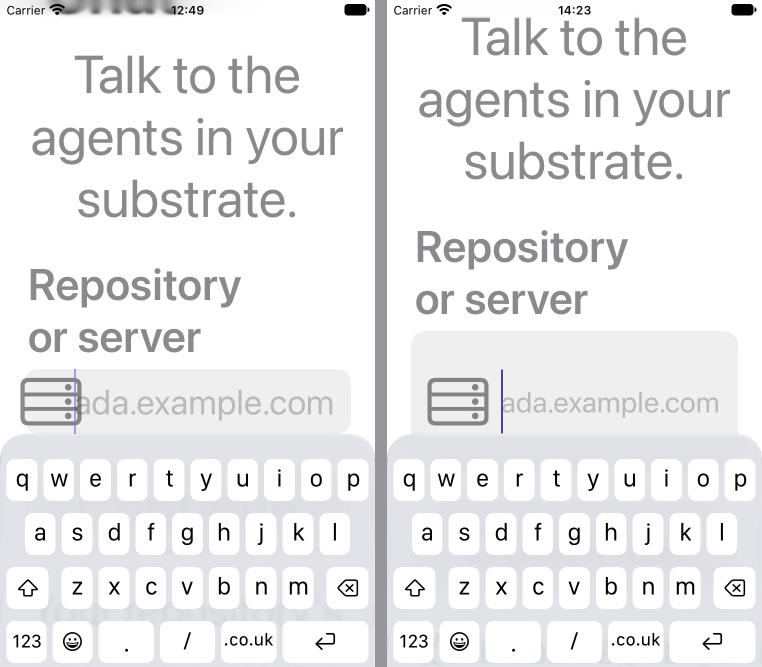 Carrier 12:49
Talk to the
agents in your
substrate.
Repository
or server
ada.example.com
q w e r t y u i o p
a s d f g h j k l
z x c v b n m
123 . / .co.uk
Carrier 14:23
Talk to the
agents in your
substrate.
Repository
or server
ada.example.com
q w e r t y u i o p
a s d f g h j k l
z x c v b n m
123 . / .co.uk